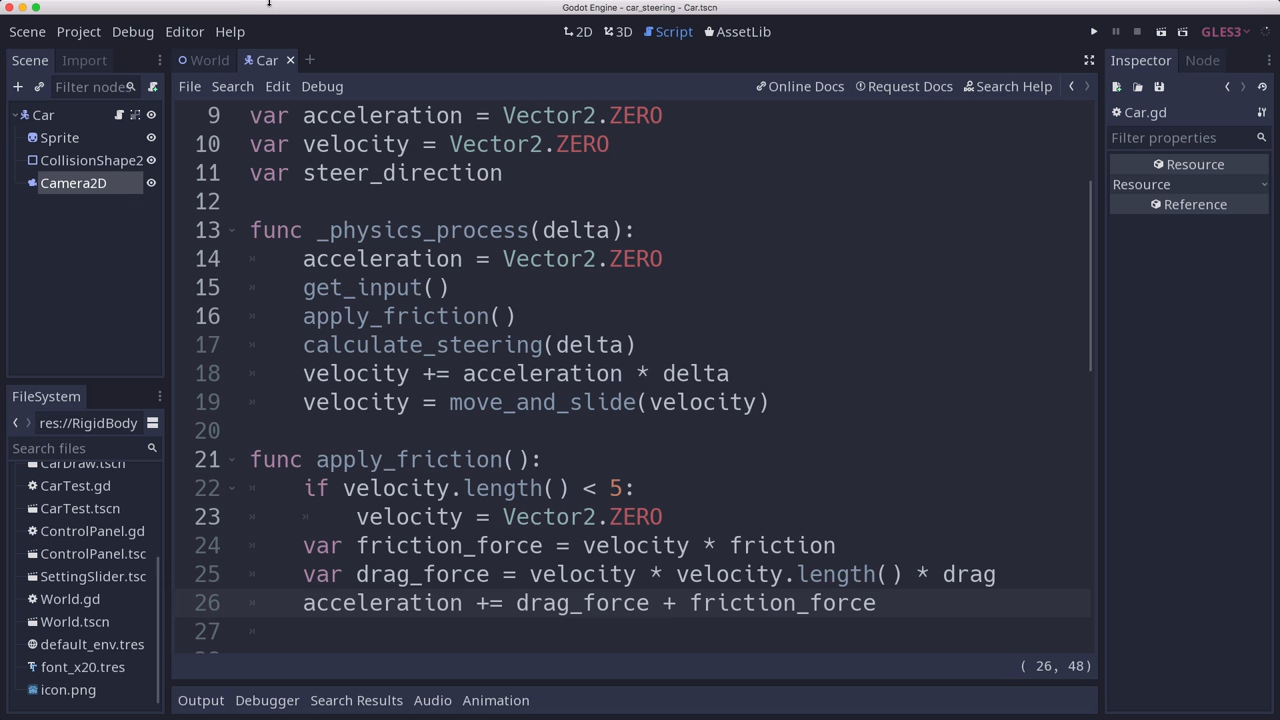 Godot Engine - car_steering - Car.tscn
Scene Project Debug Editor Help
2D 3D Script AssetLib
GLES3
Scene Import
World Car
Inspector Node
Filter nodes
File Search Edit Debug
Online Docs Request Docs Search Help
Car
Sprite
CollisionShape2
Camera2D
Car.gd
Filter properties
Resource
Resource
Reference
9 var acceleration = Vector2.ZERO
10 var velocity = Vector2.ZERO
11 var steer_direction
12
13 func _physics_process(delta):
14 acceleration = Vector2.ZERO
15 get_input()
16 apply_friction()
17 calculate_steering(delta)
18 velocity += acceleration * delta
19 velocity = move_and_slide(velocity)
20
21 func apply_friction():
22 if velocity.length() < 5:
23 velocity = Vector2.ZERO
24 var friction_force = velocity * friction
25 var drag_force = velocity * velocity.length() * drag
26 acceleration += drag_force + friction_force
27
( 26, 48)
FileSystem
res://RigidBody
Search files
CarDraw.tscn
CarTest.gd
CarTest.tscn
ControlPanel.gd
ControlPanel.tsc
SettingSlider.tsc
World.gd
World.tscn
default_env.tres
font_x20.tres
icon.png
Output Debugger Search Results Audio Animation